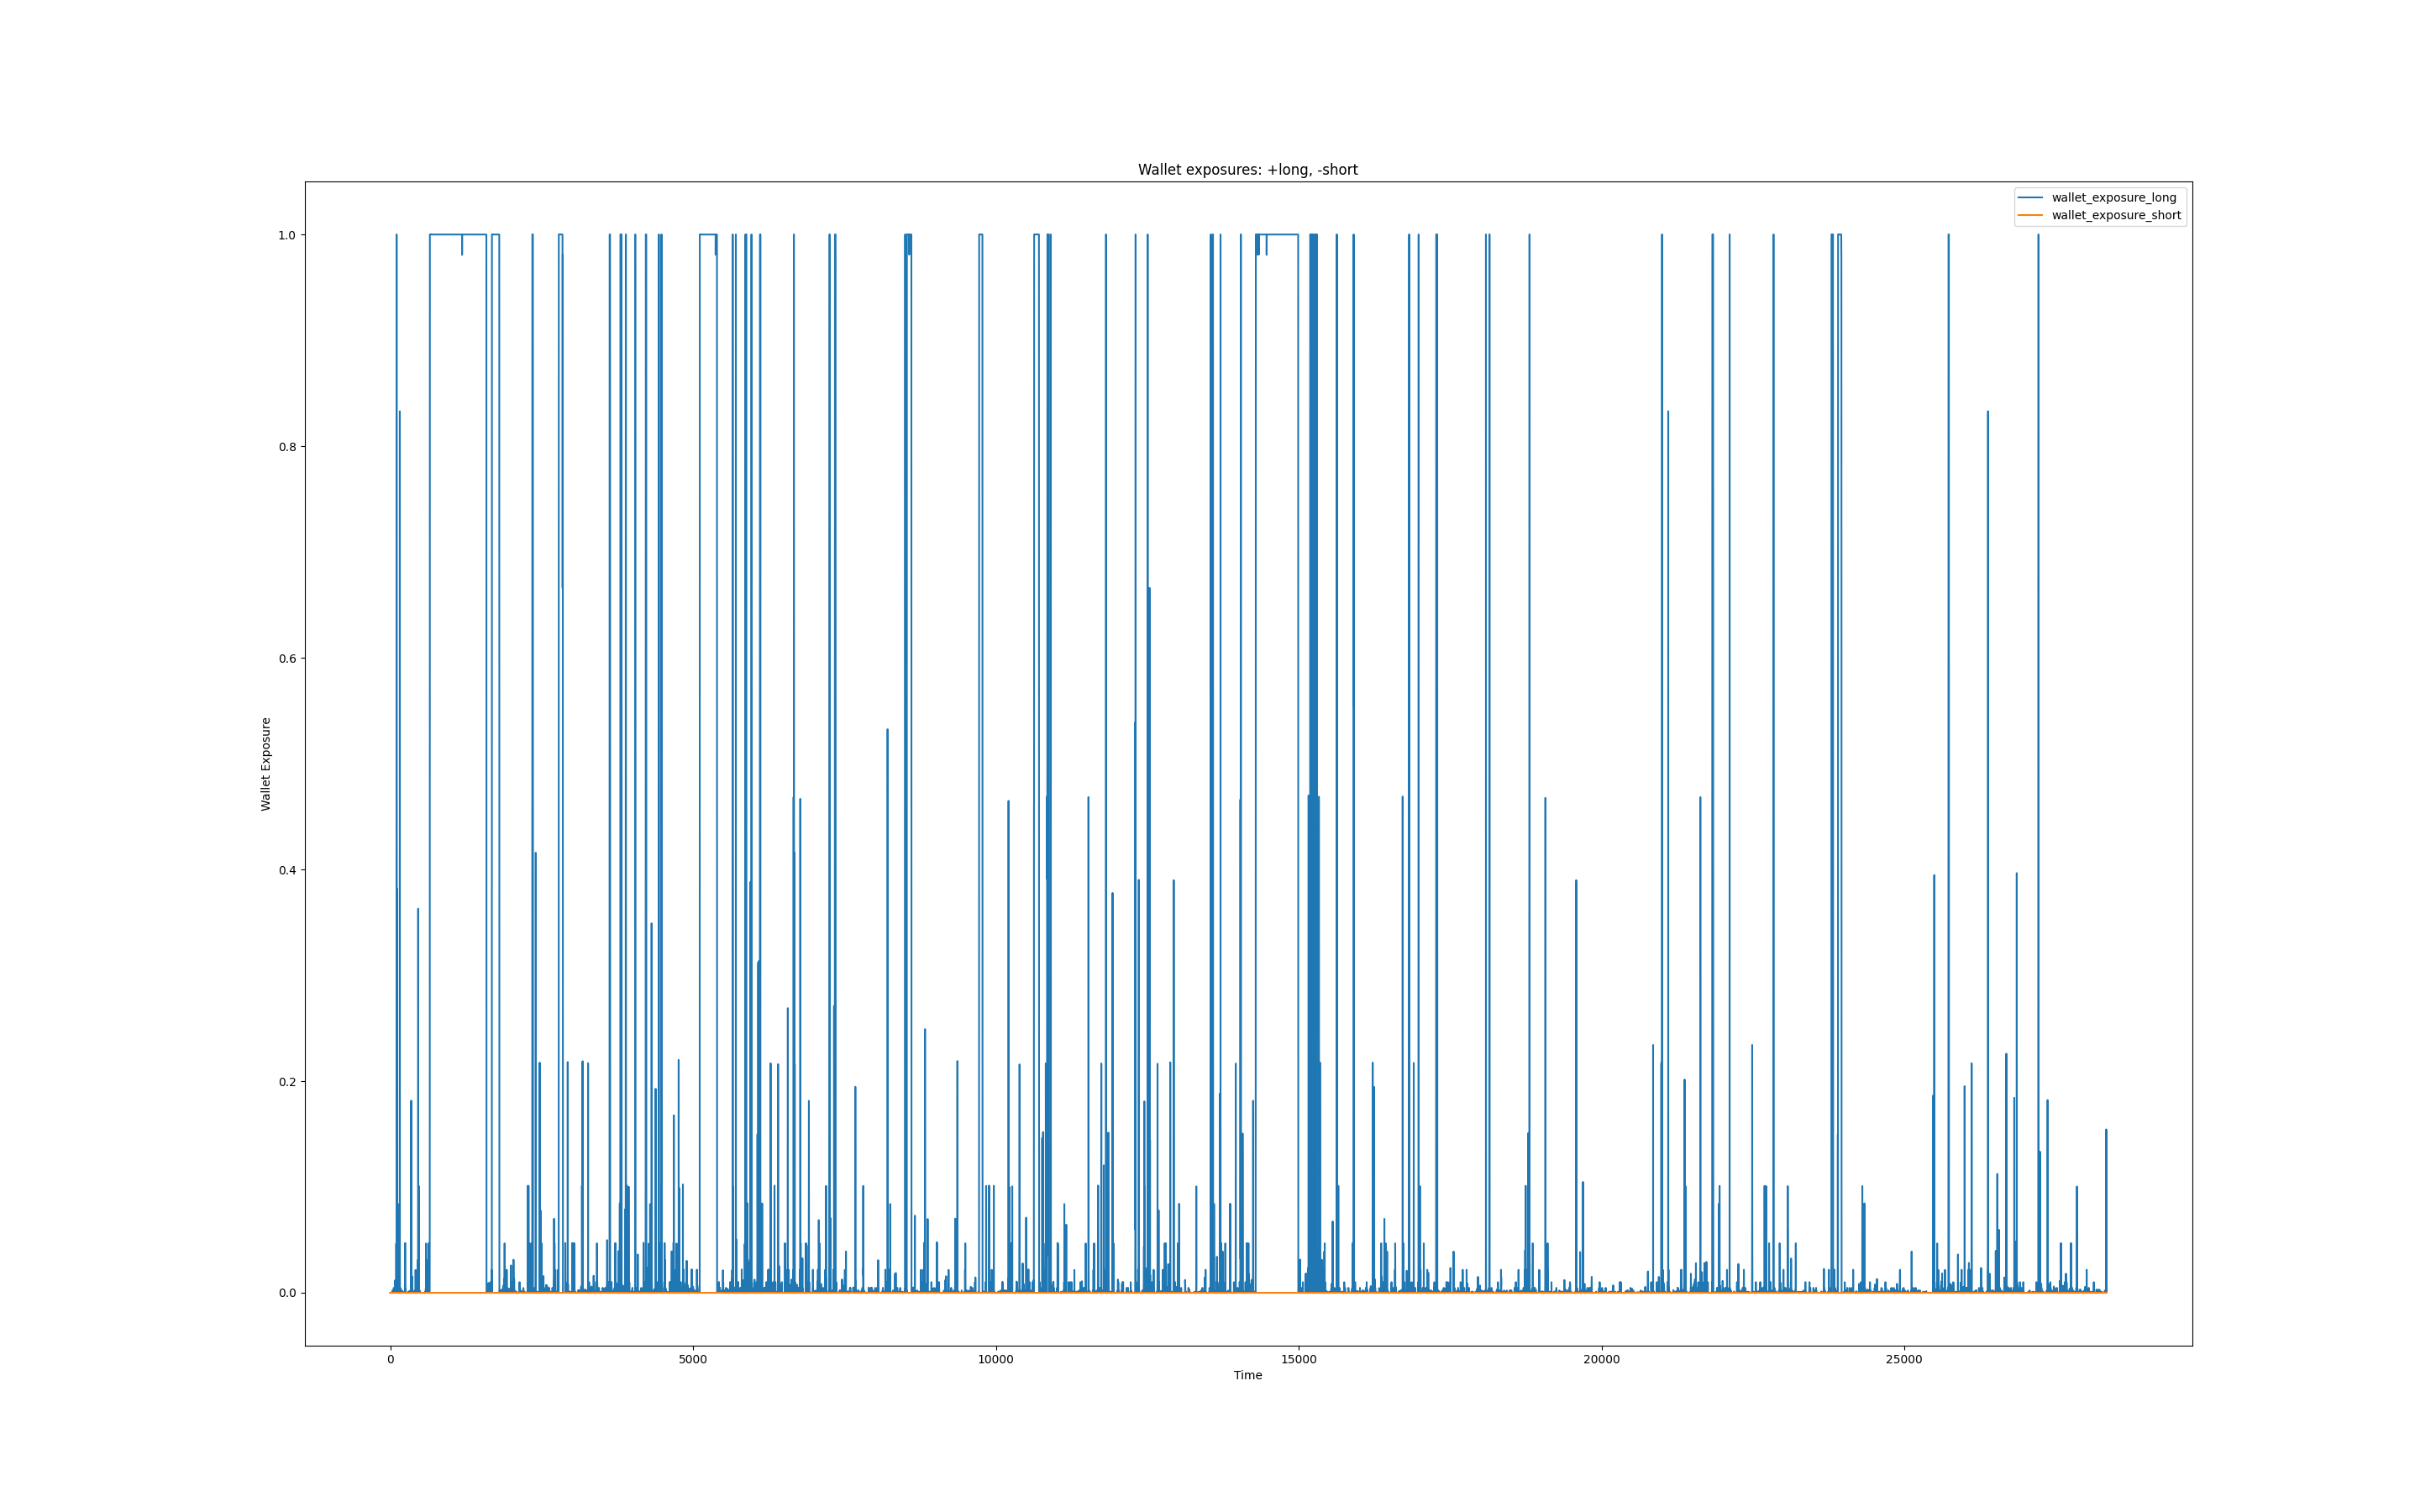 Wallet exposures: +long, -short
wallet_exposure_long
wallet_exposure_short
1.0
0.8
0.6
0.4
0.2
0.0
Wallet Exposure
0 5000 10000 15000 20000 25000
Time